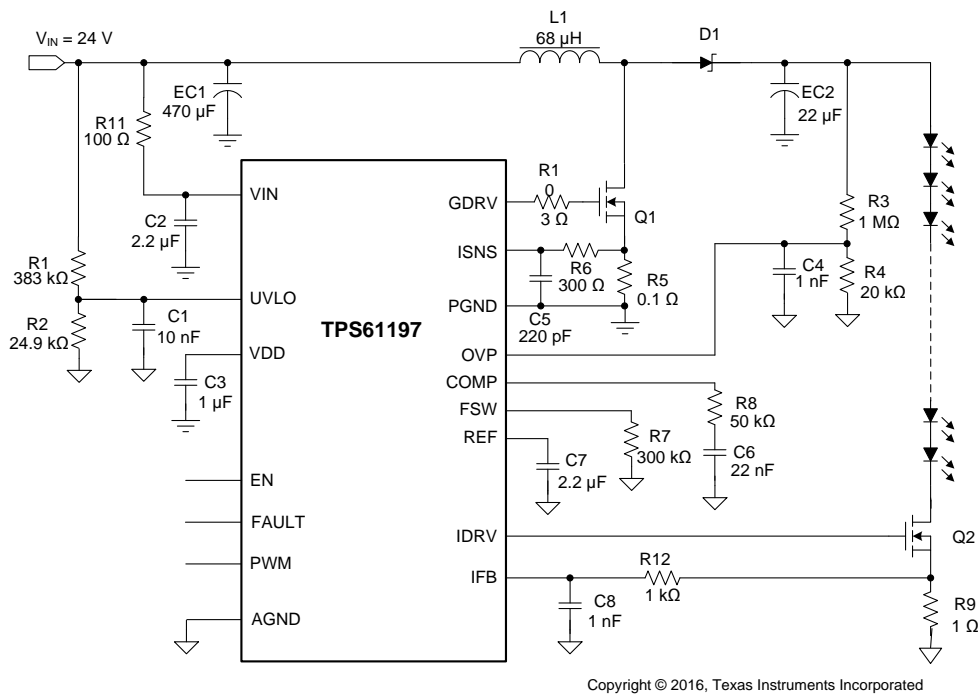 V_IN = 24 V
L1
68 µH
D1
EC1
470 µF
EC2
22 µF
R11
100 Ω
VIN
C2
2.2 µF
GDRV
R1
0
3 Ω
Q1
R3
1 MΩ
ISNS
R6
300 Ω
R5
0.1 Ω
C4
1 nF
R4
20 kΩ
R1
383 kΩ
UVLO
PGND
C5
220 pF
R2
24.9 kΩ
C1
10 nF
TPS61197
VDD
OVP
C3
1 µF
COMP
FSW
REF
R8
50 kΩ
R7
300 kΩ
C6
22 nF
C7
2.2 µF
EN
FAULT
PWM
AGND
IDRV
Q2
IFB
R12
1 kΩ
C8
1 nF
R9
1 Ω
Copyright © 2016, Texas Instruments Incorporated